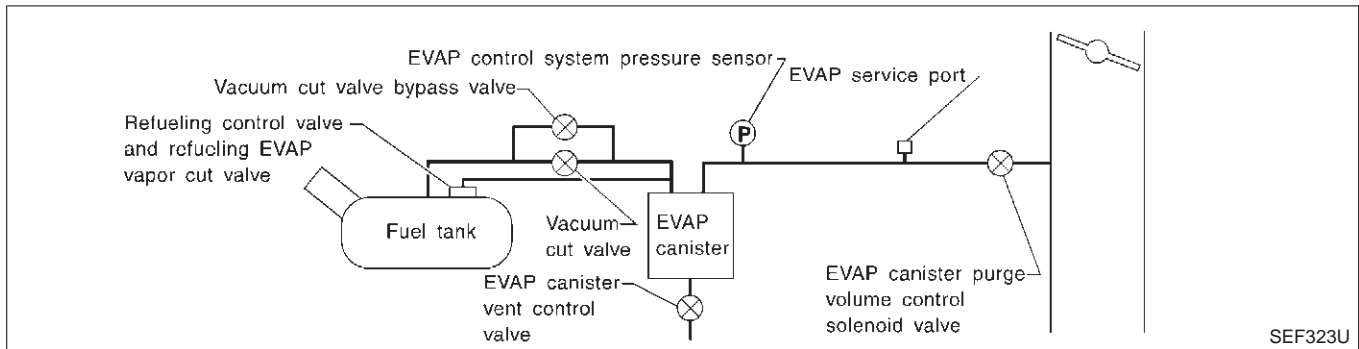 EVAP control system pressure sensor
EVAP service port
Vacuum cut valve bypass valve
Refueling control valve
and refueling EVAP
vapor cut valve
P
Fuel tank
Vacuum
cut valve
EVAP
canister
EVAP canister
vent control
valve
EVAP canister purge
volume control
solenoid valve
SEF323U